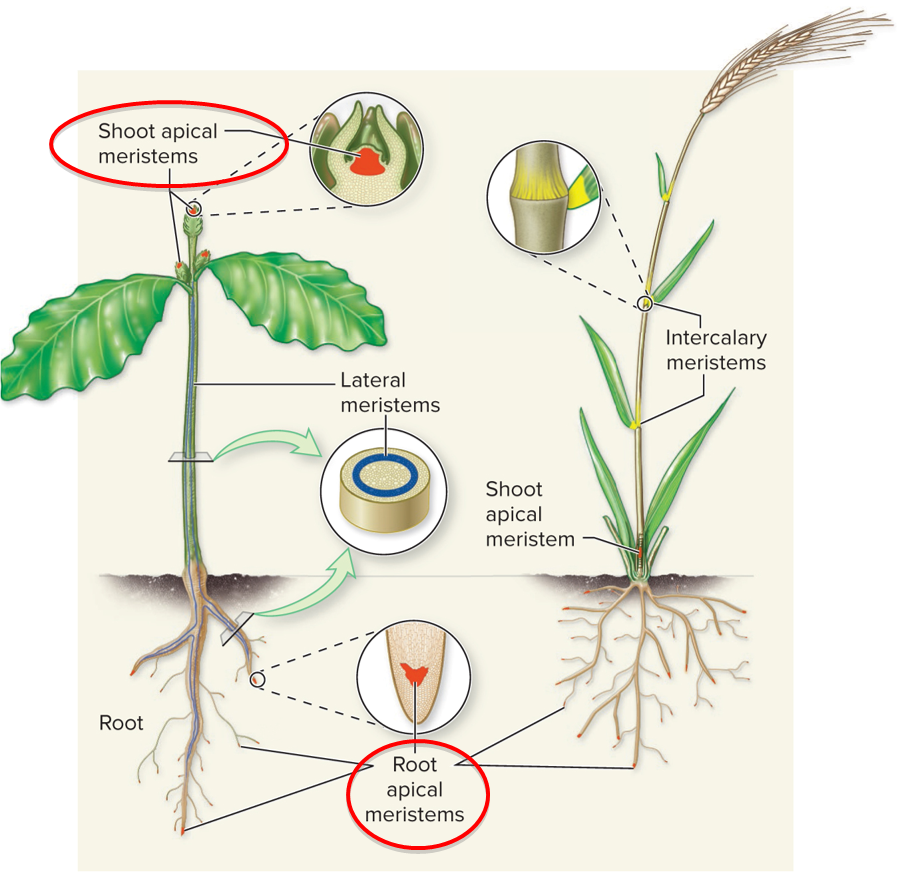 Shoot apical
meristems
Intercalary
meristems
Lateral
meristems
Shoot
apical
meristem
Root
Root
apical
meristems